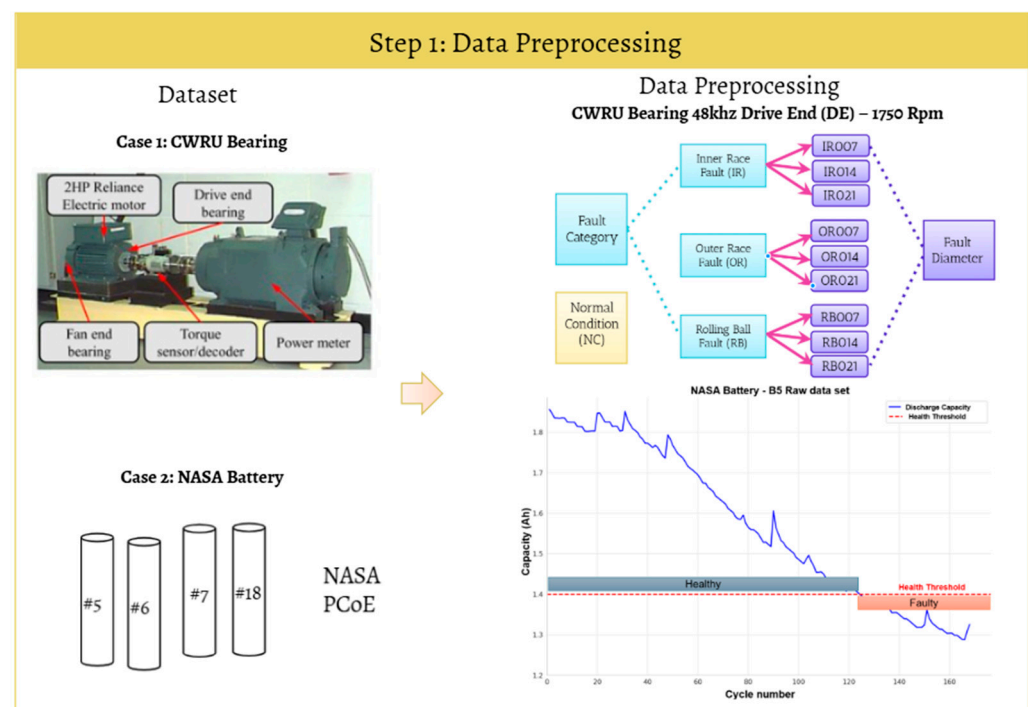 Step 1: Data Preprocessing
Dataset
Case 1: CWRU Bearing
2HP Reliance
Electric motor
Drive end
bearing
Fan end
bearing
Torque
sensor/decoder
Power meter
Case 2: NASA Battery
#5
#6
#7
#18
NASA
PCoE
Data Preprocessing
CWRU Bearing 48khz Drive End (DE) – 1750 Rpm
Fault
Category
Normal
Condition
(NC)
Inner Race
Fault (IR)
Outer Race
Fault (OR)
Rolling Ball
Fault (RB)
IR007
IR014
IR021
OR007
OR014
OR021
RB007
RB014
RB021
Fault
Diameter
NASA Battery - B5 Raw data set
Discharge Capacity
Health Threshold
Capacity (Ah)
1.8
1.7
1.6
1.5
1.4
1.3
1.2
Healthy
Health Threshold
Faulty
0
20
40
60
80
100
120
140
160
Cycle number